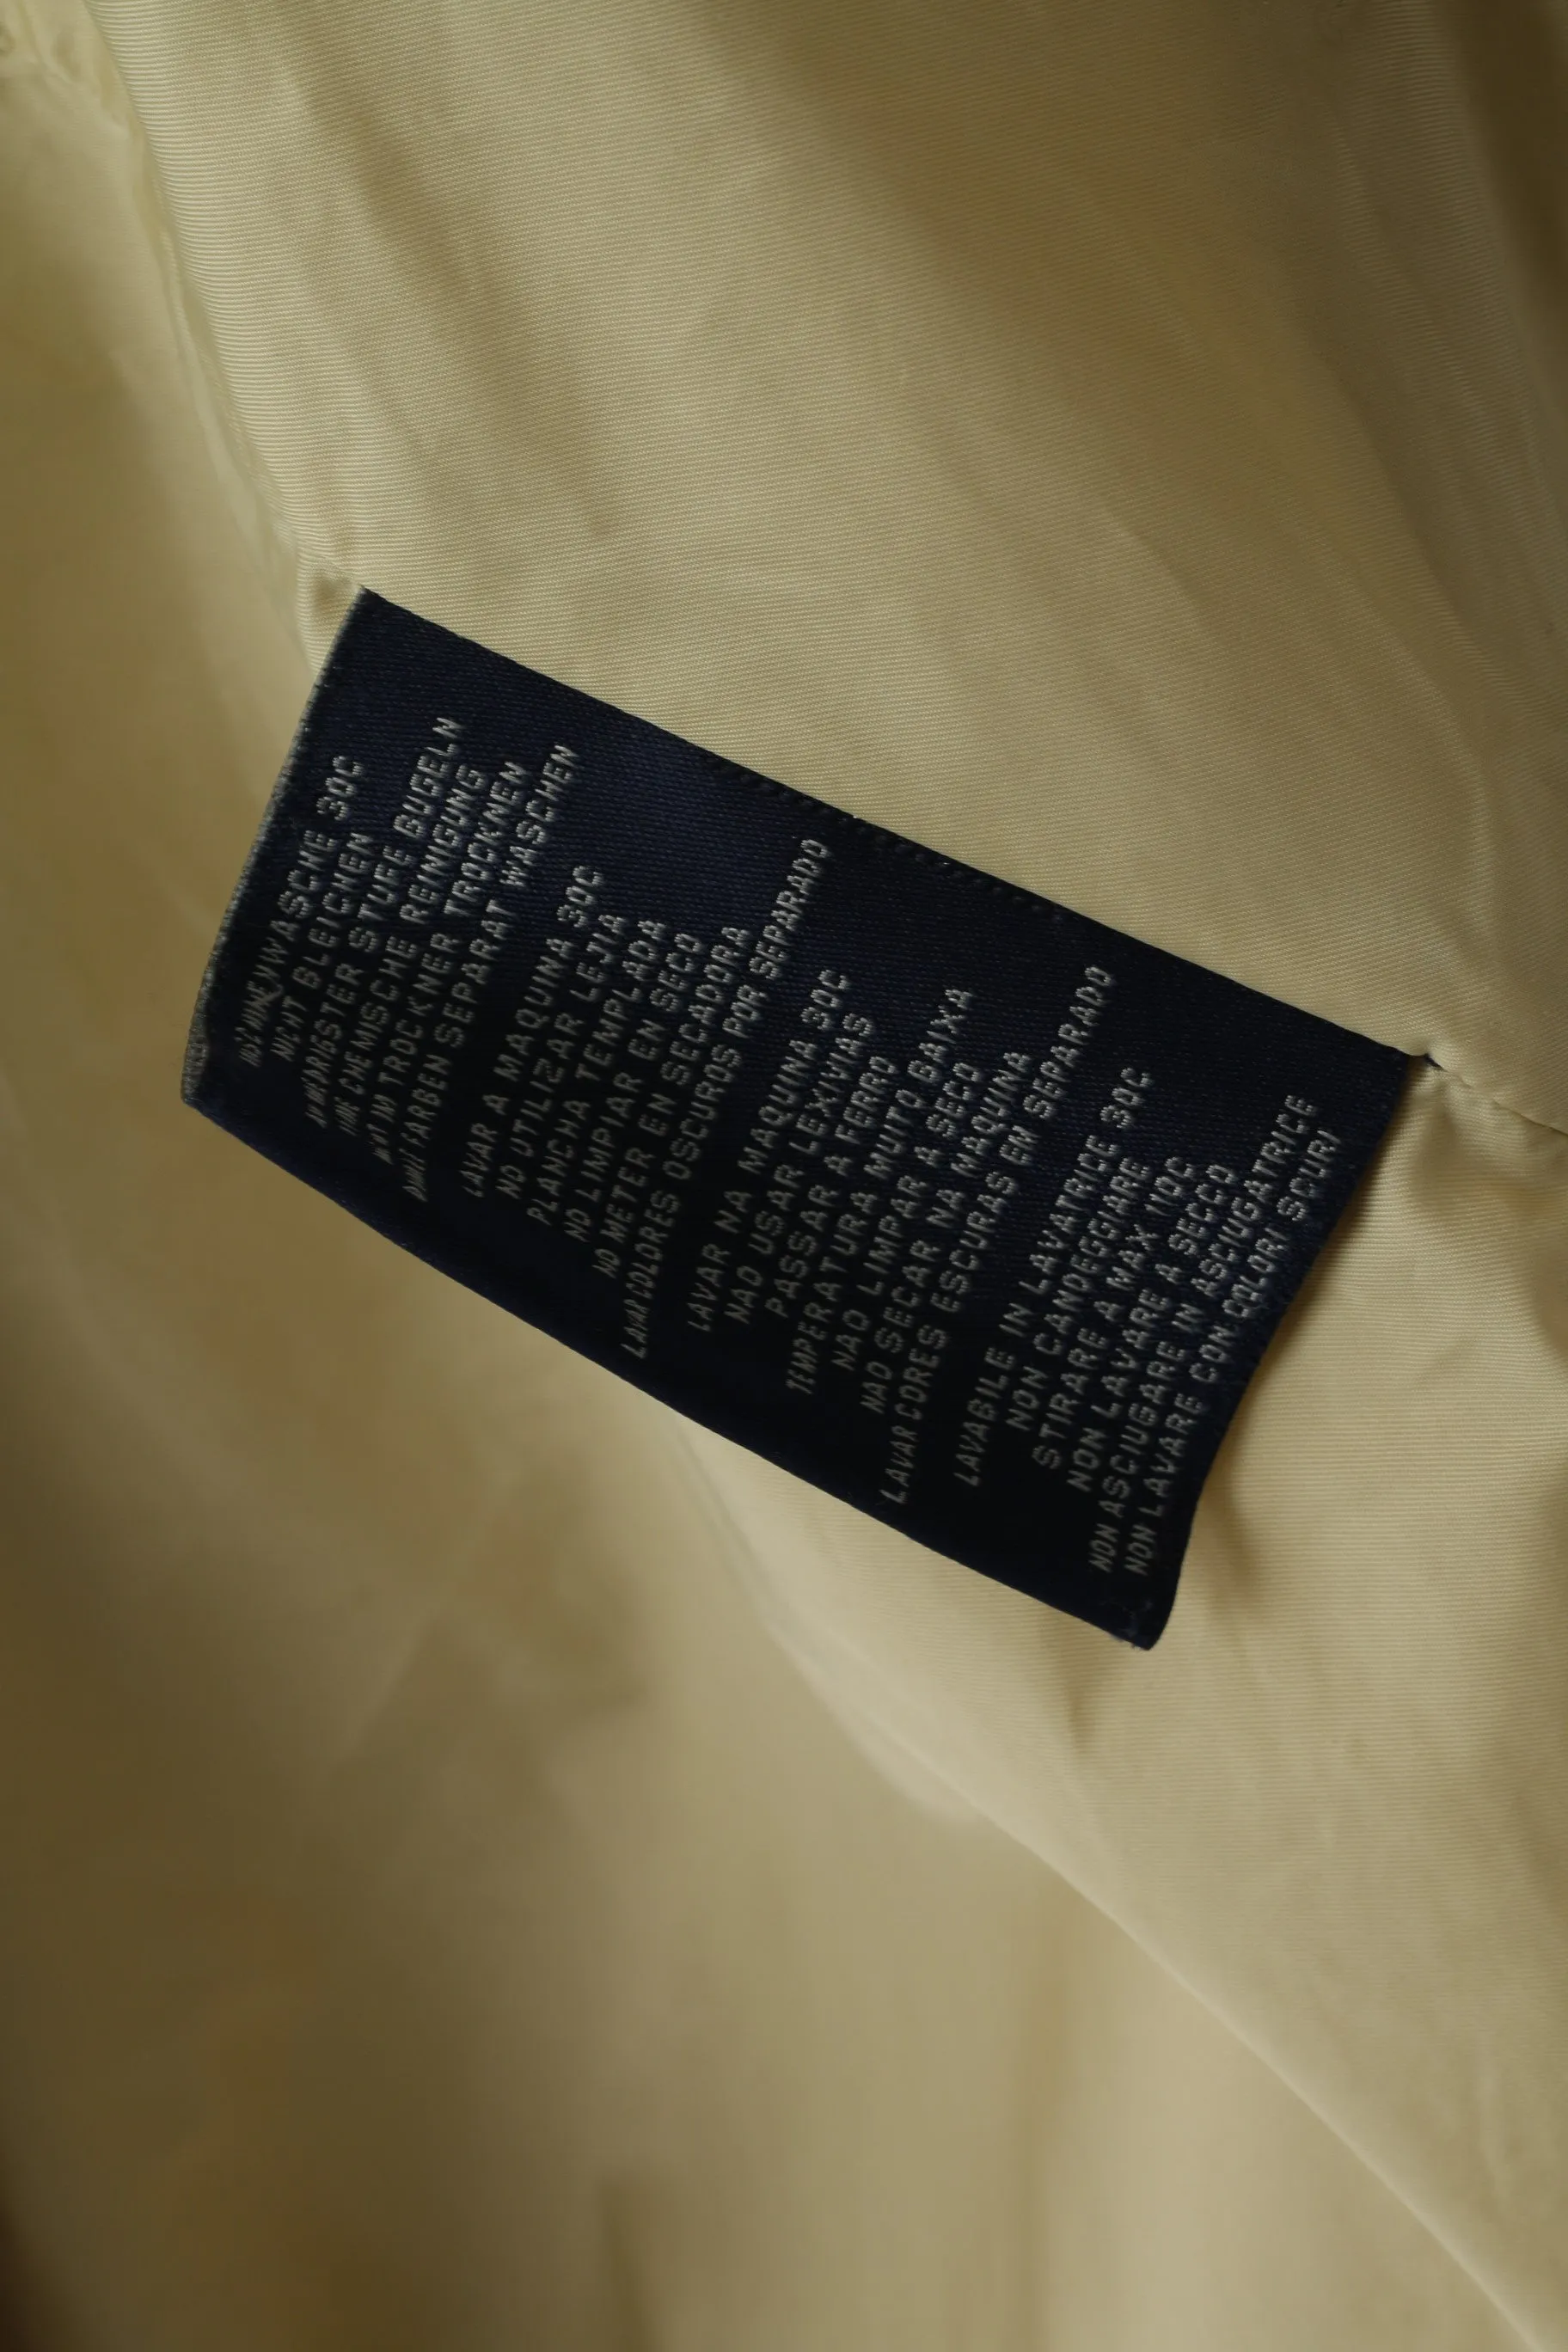 WASCHE 30C
NICHT BLEICHEN
STUFE BUGELN
CHEMISCHE REINIGUNG
IM TROCKNER TROCKNEN
FARBEN SEPARAT WASCHEN
LAVAR A MAQUINA 30C
NO UTILIZAR LEJIA
PLANCHA TEMPLADA
NO LIMPIAR EN SECO
NO METER EN SECADORA
LAVAR COLORES OSCUROS POR SEPARADO
LAVAR NA MAQUINA 30C
NAO USAR LEXIVIAS
PASSAR A FERRO
TEMPERATURA MUITO BAIXA
NAO LIMPAR A SECO
NAO SECAR NA MAQUINA
LAVAR CORES ESCURAS EM SEPARADO
LAVABILE IN LAVATRICE 30C
NON CANDEGGIARE
STIRARE A MAX 110C
NON LAVARE A SECCO
NON ASCIUGARE IN ASCIUGATRICE
NON LAVARE CON COLORI SCURI